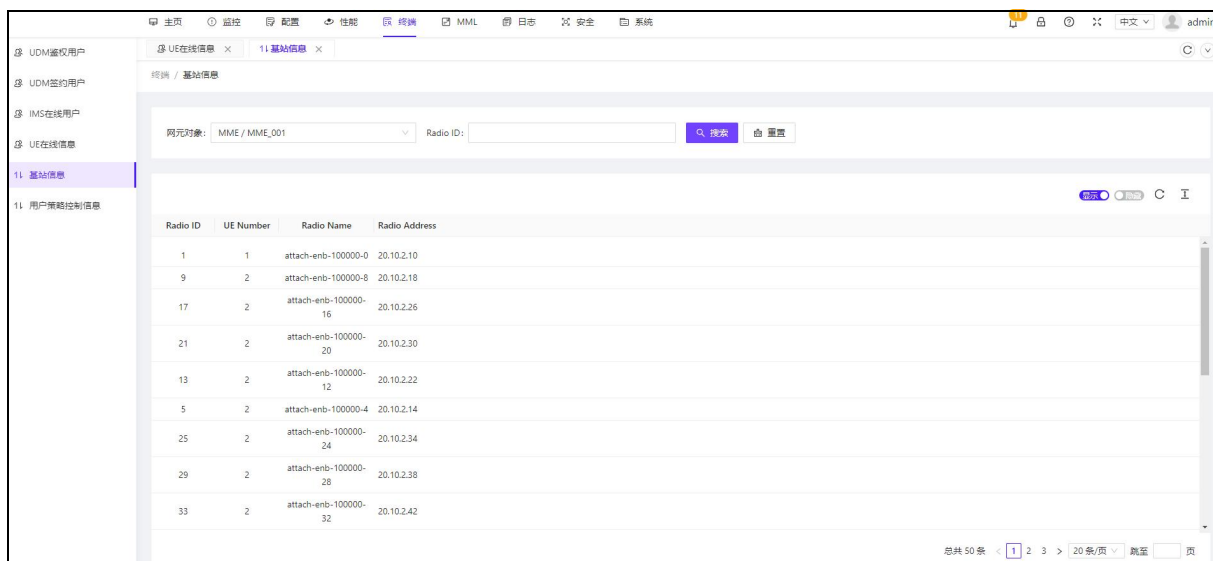 主页 监控 配置 性能 终端 MML 日志 安全 系统 11 中文 admin
UDM鉴权用户
UDM签约用户
IMS在线用户
UE在线信息
基站信息
用户策略控制信息
UE在线信息 基站信息
终端 / 基站信息
网元对象: MME / MME_001 Radio ID: 搜索 重置
显示 隐藏
Radio ID UE Number Radio Name Radio Address
1 1 attach-enb-100000-0 20.10.2.10
9 2 attach-enb-100000-8 20.10.2.18
17 2 attach-enb-100000-16 20.10.2.26
21 2 attach-enb-100000-20 20.10.2.30
13 2 attach-enb-100000-12 20.10.2.22
5 2 attach-enb-100000-4 20.10.2.14
25 2 attach-enb-100000-24 20.10.2.34
29 2 attach-enb-100000-28 20.10.2.38
33 2 attach-enb-100000-32 20.10.2.42
总共 50 条 < 1 2 3 > 20 条/页 跳至 页